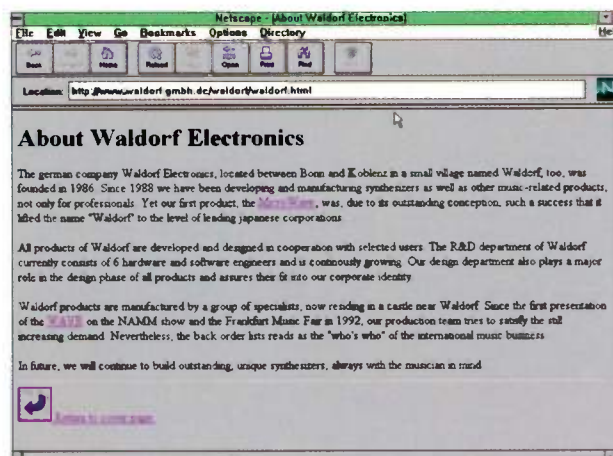 Netscape - [About Waldorf Electronics]
File Edit View Go Bookmarks Options Directory He
Back Home Reload Open Print Find
Location: http://www.waldorf-gmbh.de/waldorf/waldorf.html
About Waldorf Electronics
The german company Waldorf Electronics, located between Bonn and Koblenz in a small village named Waldorf, too, was
founded in 1986. Since 1988 we have been developing and manufacturing synthesizers as well as other music-related products,
not only for professionals. Yet our first product, the MicroWave, was, due to its outstanding conception, such a success that it
lifted the name "Waldorf" to the level of leading japanese corporations.
All products of Waldorf are developed and designed in cooperation with selected users. The R&D department of Waldorf
currently consists of 6 hardware and software engineers and is continously growing. Our design department also plays a major
role in the design phase of all products and assures their fit into our corporate identity.
Waldorf products are manufactured by a group of specialists, now residing in a castle near Waldorf. Since the first presentation
of the WAVE on the NAMM show and the Frankfurt Music Fair in 1992, our production team tries to satisfy the still
increasing demand. Nevertheless, the back order lists reads as the "who's who" of the international music business.
In future, we will continue to build outstanding, unique synthesizers, always with the musician in mind.
Return to cover page